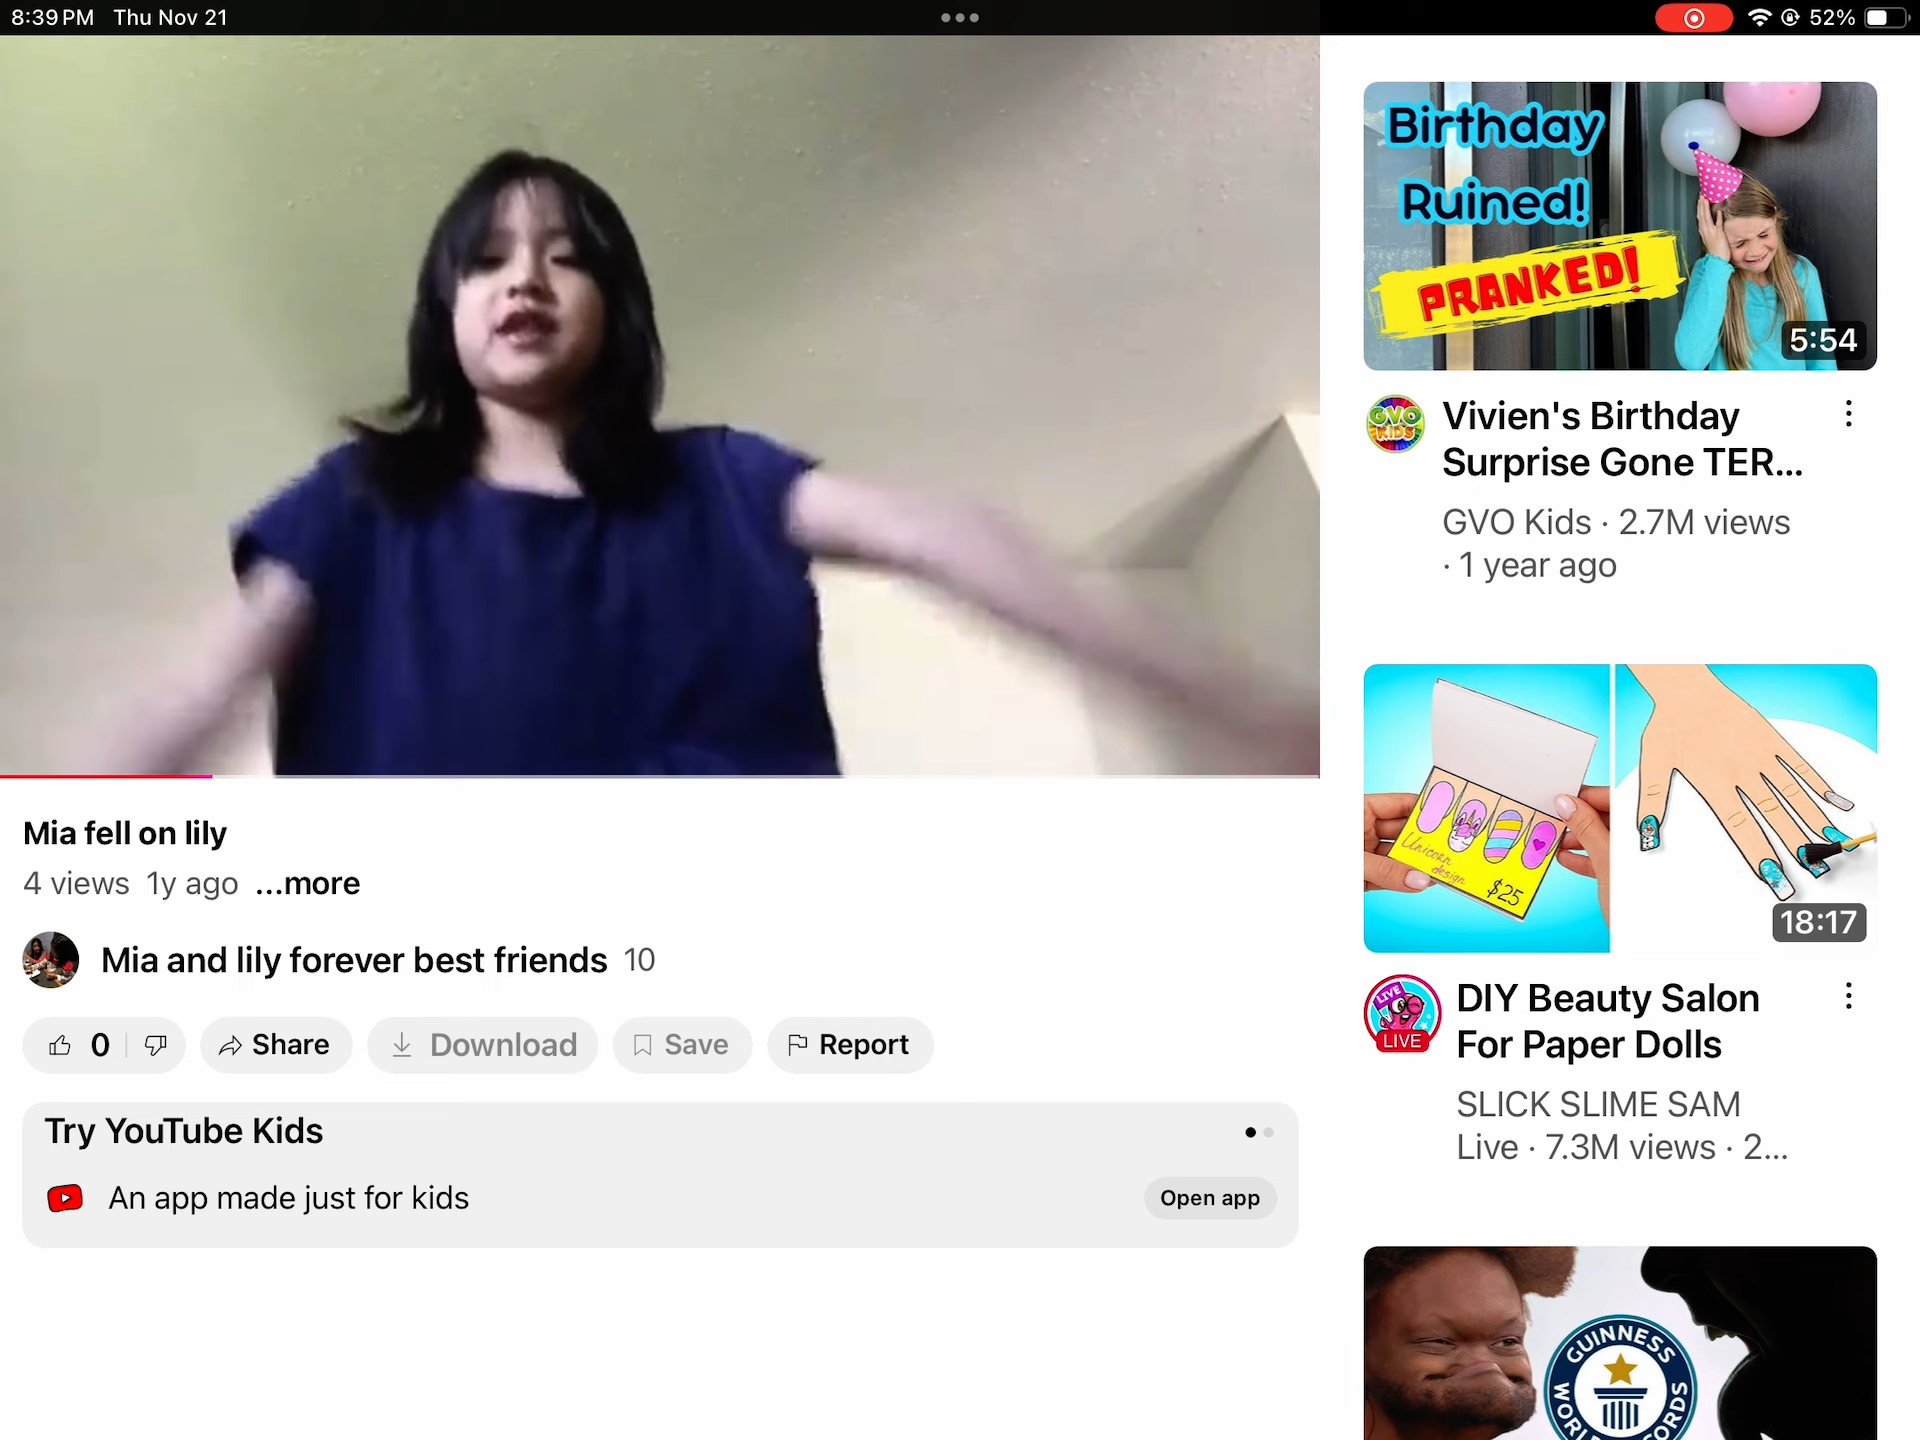 8:39 PM Thu Nov 21
52%
Birthday
Ruined!
PRANKED!
5:54
GVO
KIDS
Vivien's Birthday
Surprise Gone TER...
GVO Kids · 2.7M views
· 1 year ago
Unicorn
design
$25
18:17
LIVE
LIVE
DIY Beauty Salon
For Paper Dolls
SLICK SLIME SAM
Live · 7.3M views · 2...
GUINNESS
WORLD RECORDS
Mia fell on lily
4 views 1y ago ...more
Mia and lily forever best friends 10
0 Share Download Save Report
Try YouTube Kids
An app made just for kids
Open app